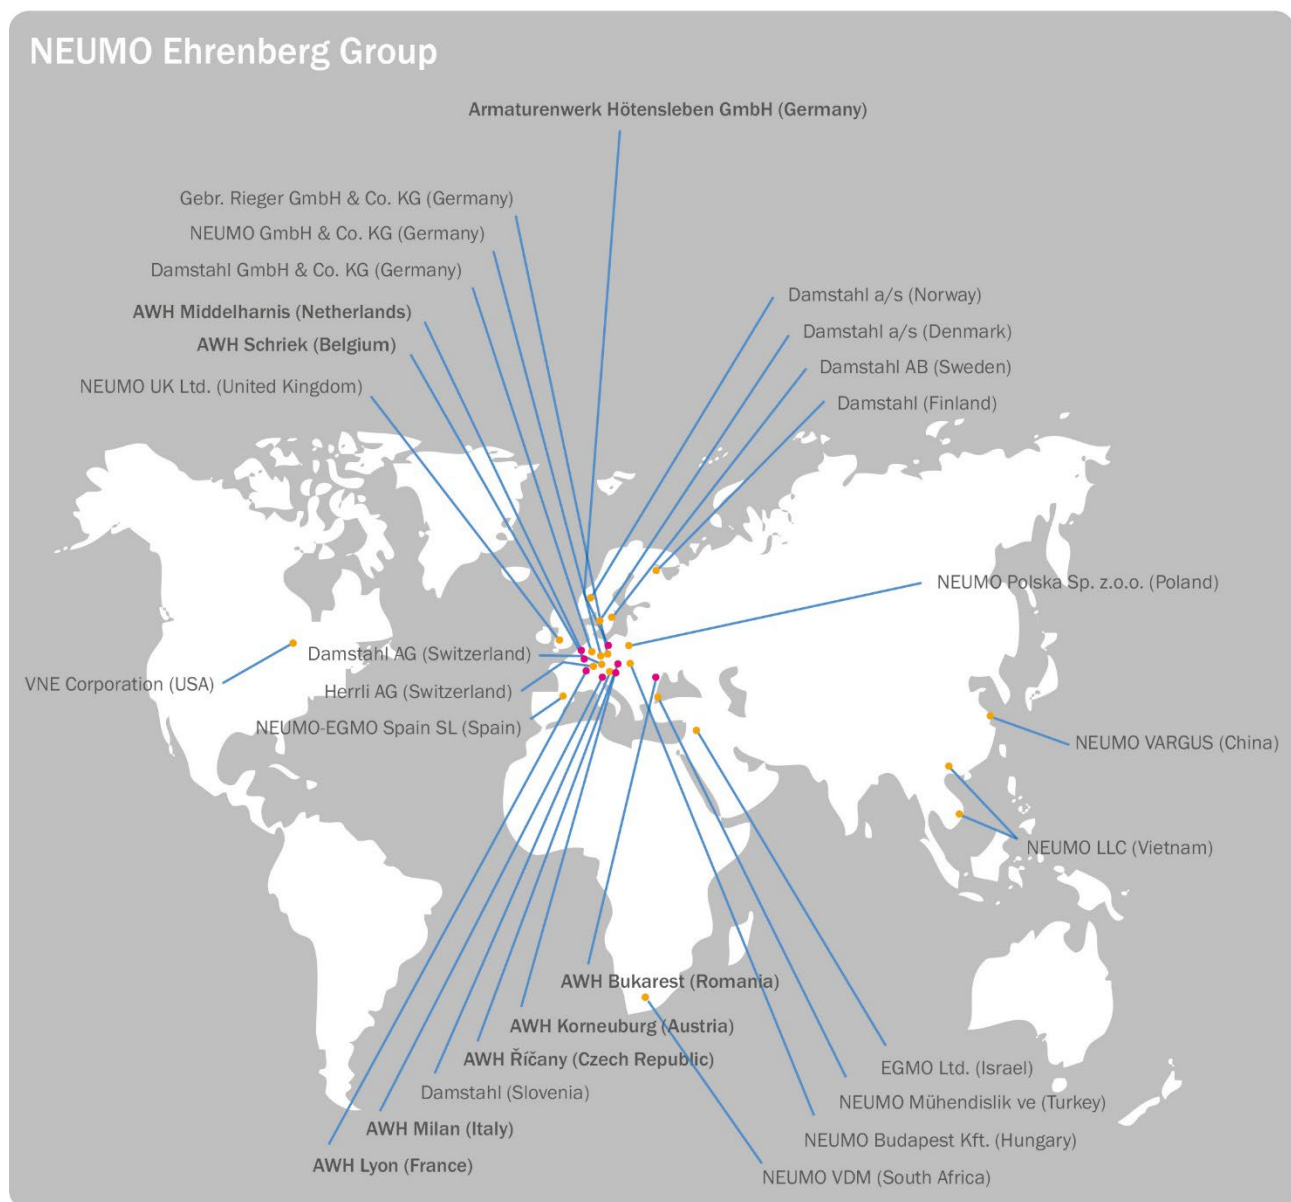 NEUMO Ehrenberg Group
Armaturenwerk Hötensleben GmbH (Germany)
Gebr. Rieger GmbH & Co. KG (Germany)
NEUMO GmbH & Co. KG (Germany)
Damstahl GmbH & Co. KG (Germany)
AWH Middelharnis (Netherlands)
AWH Schriek (Belgium)
NEUMO UK Ltd. (United Kingdom)
Damstahl a/s (Norway)
Damstahl a/s (Denmark)
Damstahl AB (Sweden)
Damstahl (Finland)
NEUMO Polska Sp. z.o.o. (Poland)
Damstahl AG (Switzerland)
VNE Corporation (USA)
Herrli AG (Switzerland)
NEUMO-EGMO Spain SL (Spain)
NEUMO VARGUS (China)
NEUMO LLC (Vietnam)
AWH Bukarest (Romania)
AWH Korneuburg (Austria)
AWH Říčany (Czech Republic)
Damstahl (Slovenia)
AWH Milan (Italy)
AWH Lyon (France)
EGMO Ltd. (Israel)
NEUMO Mühendislik ve (Turkey)
NEUMO Budapest Kft. (Hungary)
NEUMO VDM (South Africa)